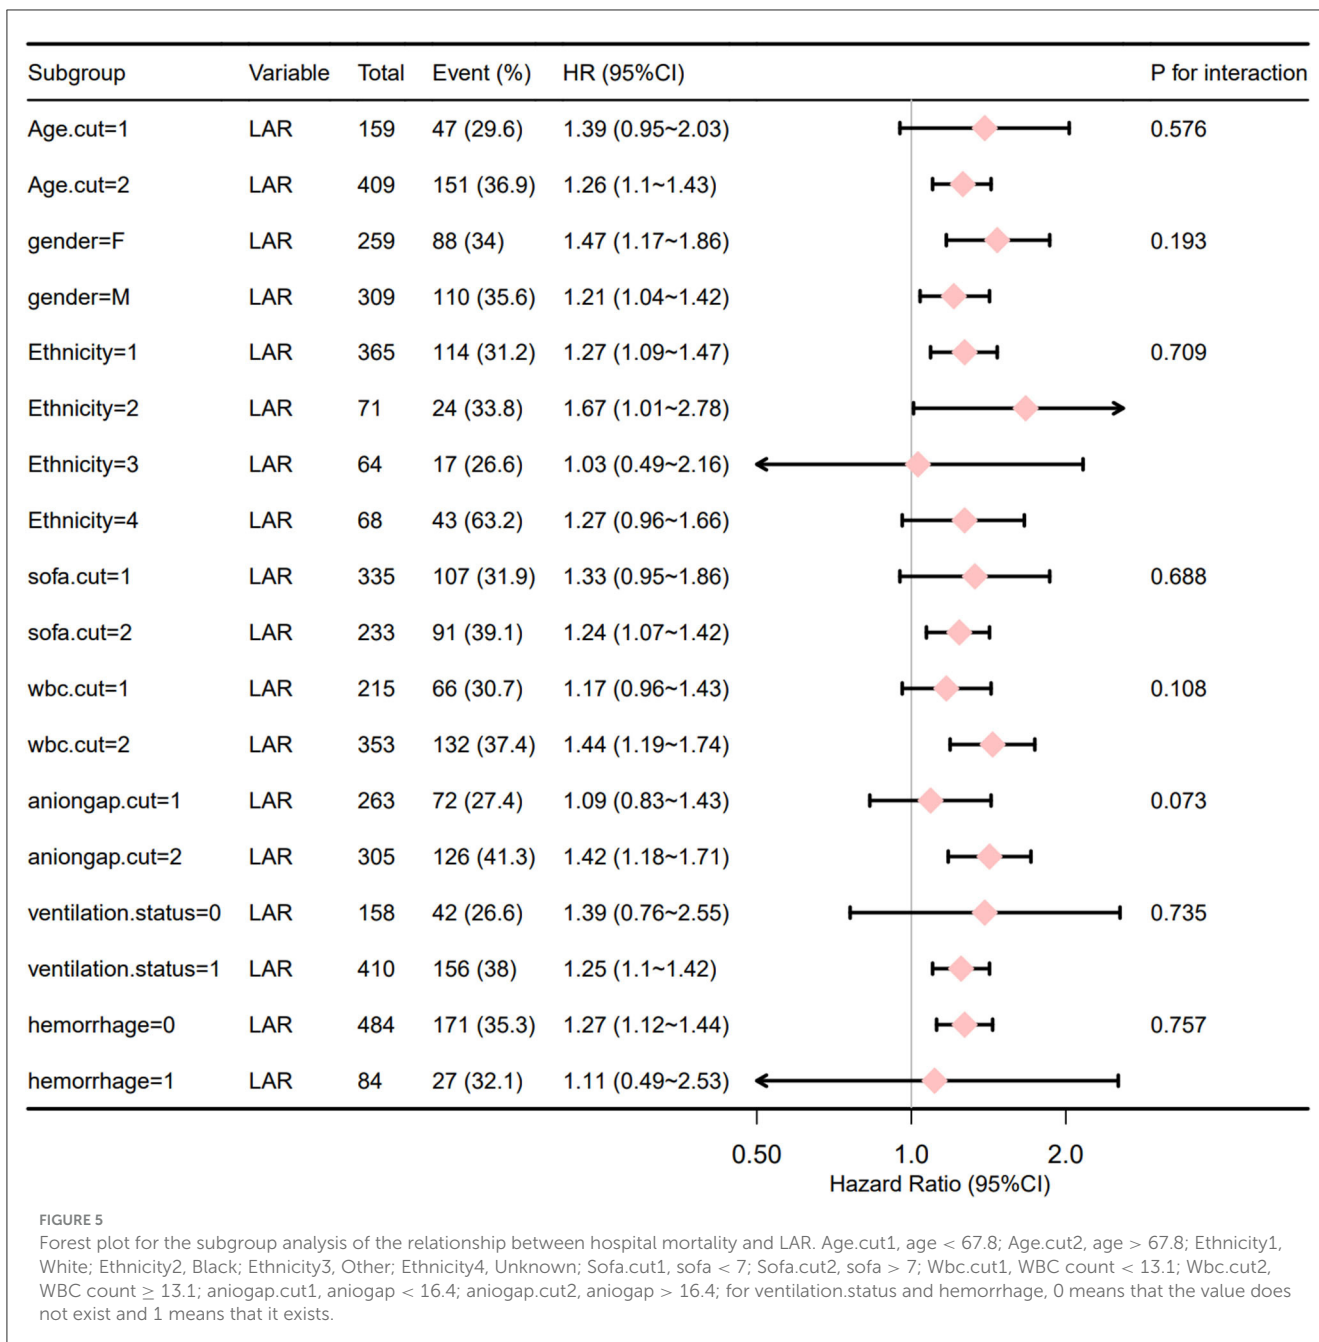 Subgroup Variable Total Event (%) HR (95%CI) P for interaction
Age.cut=1 LAR 159 47 (29.6) 1.39 (0.95~2.03) 0.576
Age.cut=2 LAR 409 151 (36.9) 1.26 (1.1~1.43)
gender=F LAR 259 88 (34) 1.47 (1.17~1.86) 0.193
gender=M LAR 309 110 (35.6) 1.21 (1.04~1.42)
Ethnicity=1 LAR 365 114 (31.2) 1.27 (1.09~1.47) 0.709
Ethnicity=2 LAR 71 24 (33.8) 1.67 (1.01~2.78)
Ethnicity=3 LAR 64 17 (26.6) 1.03 (0.49~2.16)
Ethnicity=4 LAR 68 43 (63.2) 1.27 (0.96~1.66)
sofa.cut=1 LAR 335 107 (31.9) 1.33 (0.95~1.86) 0.688
sofa.cut=2 LAR 233 91 (39.1) 1.24 (1.07~1.42)
wbc.cut=1 LAR 215 66 (30.7) 1.17 (0.96~1.43) 0.108
wbc.cut=2 LAR 353 132 (37.4) 1.44 (1.19~1.74)
aniongap.cut=1 LAR 263 72 (27.4) 1.09 (0.83~1.43) 0.073
aniongap.cut=2 LAR 305 126 (41.3) 1.42 (1.18~1.71)
ventilation.status=0 LAR 158 42 (26.6) 1.39 (0.76~2.55) 0.735
ventilation.status=1 LAR 410 156 (38) 1.25 (1.1~1.42)
hemorrhage=0 LAR 484 171 (35.3) 1.27 (1.12~1.44) 0.757
hemorrhage=1 LAR 84 27 (32.1) 1.11 (0.49~2.53)
0.50 1.0 2.0
Hazard Ratio (95%CI)
FIGURE 5
Forest plot for the subgroup analysis of the relationship between hospital mortality and LAR. Age.cut1, age < 67.8; Age.cut2, age > 67.8; Ethnicity1,
White; Ethnicity2, Black; Ethnicity3, Other; Ethnicity4, Unknown; Sofa.cut1, sofa < 7; Sofa.cut2, sofa > 7; Wbc.cut1, WBC count < 13.1; Wbc.cut2,
WBC count ≥ 13.1; aniogap.cut1, aniogap < 16.4; aniogap.cut2, aniogap > 16.4; for ventilation.status and hemorrhage, 0 means that the value does
not exist and 1 means that it exists.